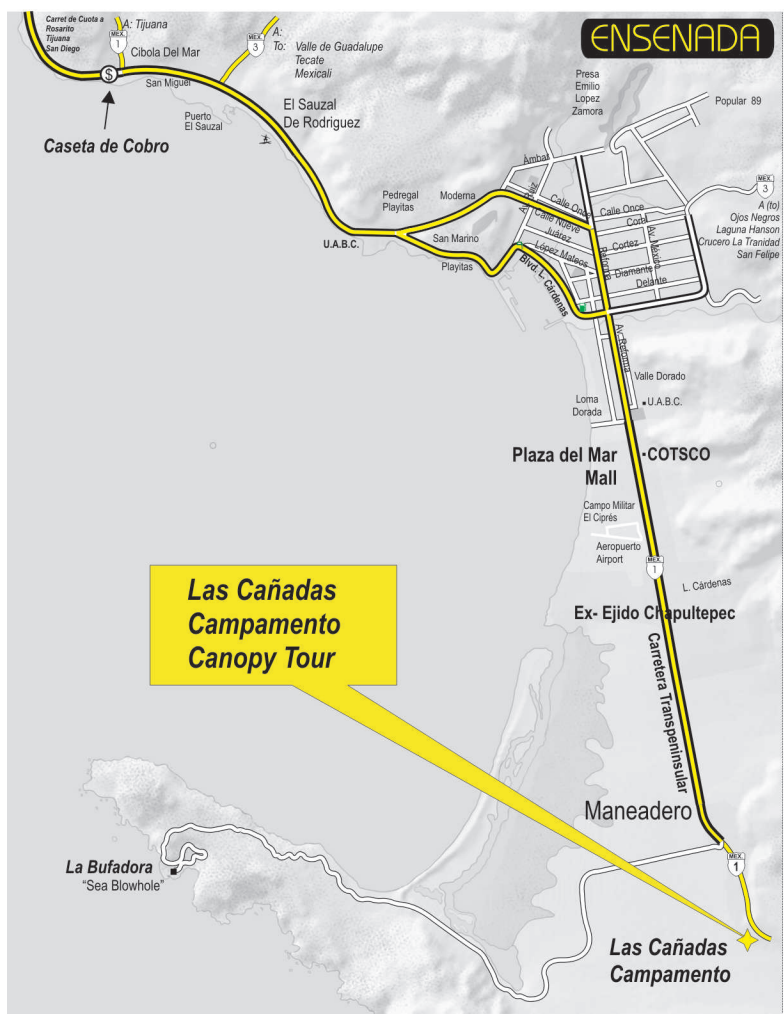 Carret de Cuota a
Rosarito
Tijuana
San Diego
A: Tijuana
MEX.
1
Cibola Del Mar
MEX.
3
A:
To:
Valle de Guadalupe
Tecate
Mexicali
ENSENADA
$
San Miguel
Caseta de Cobro
Puerto
El Sauzal
El Sauzal
De Rodriguez
Presa
Emilio
Lopez
Zamora
Popular 89
Ambar
Av. Ruiz
Moderna
Pedregal
Playitas
Calle Once
Calle Once
Calle Nueve
Juárez
López Mateos
Coral
Cortez
Av. México
Diamante
Delante
Reforma
MEX.
3
A (to)
Ojos Negros
Laguna Hanson
Crucero La Tranidad
San Felipe
U.A.B.C.
San Marino
Playitas
Blvd. L. Cárdenas
Av. Reforma
Valle Dorado
U.A.B.C.
Loma
Dorada
Plaza del Mar
Mall
COTSCO
Campo Militar
El Ciprés
Aeropuerto
Airport
MEX.
1
L. Cárdenas
Ex- Ejido Chapultepec
Carretera Transpeninsular
Las Cañadas
Campamento
Canopy Tour
Maneadero
MEX.
1
La Bufadora
“Sea Blowhole”
Las Cañadas
Campamento